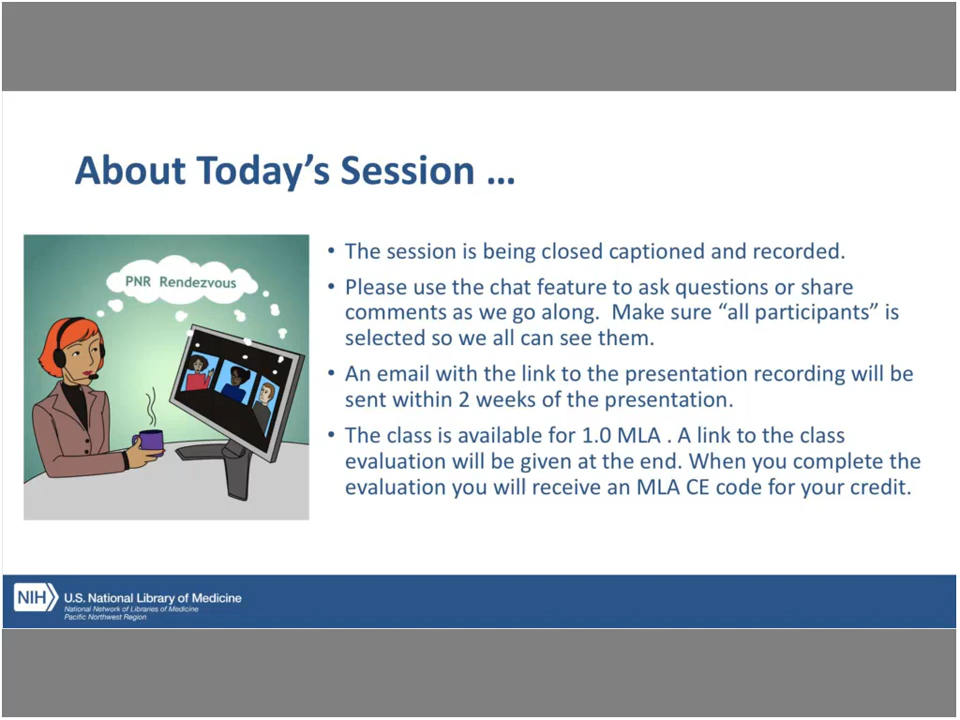 About Today’s Session …
PNR Rendezvous
• The session is being closed captioned and recorded.
• Please use the chat feature to ask questions or share
comments as we go along.  Make sure “all participants” is
selected so we all can see them.
• An email with the link to the presentation recording will be
sent within 2 weeks of the presentation.
• The class is available for 1.0 MLA . A link to the class
evaluation will be given at the end. When you complete the
evaluation you will receive an MLA CE code for your credit.
NIH
U.S. National Library of Medicine
National Network of Libraries of Medicine
Pacific Northwest Region